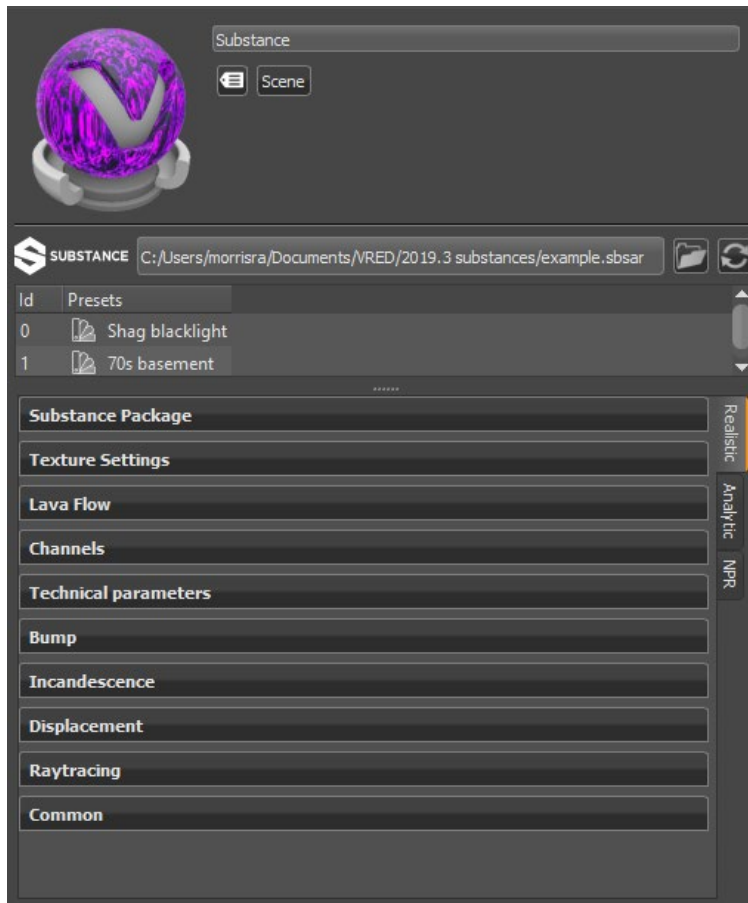 Substance
Scene
SUBSTANCE C:/Users/morrisra/Documents/VRED/2019.3 substances/example.sbsar
Id Presets
0 Shag blacklight
1 70s basement
Substance Package
Texture Settings
Lava Flow
Channels
Technical parameters
Bump
Incandescence
Displacement
Raytracing
Common
Realistic
Analytic
NPR